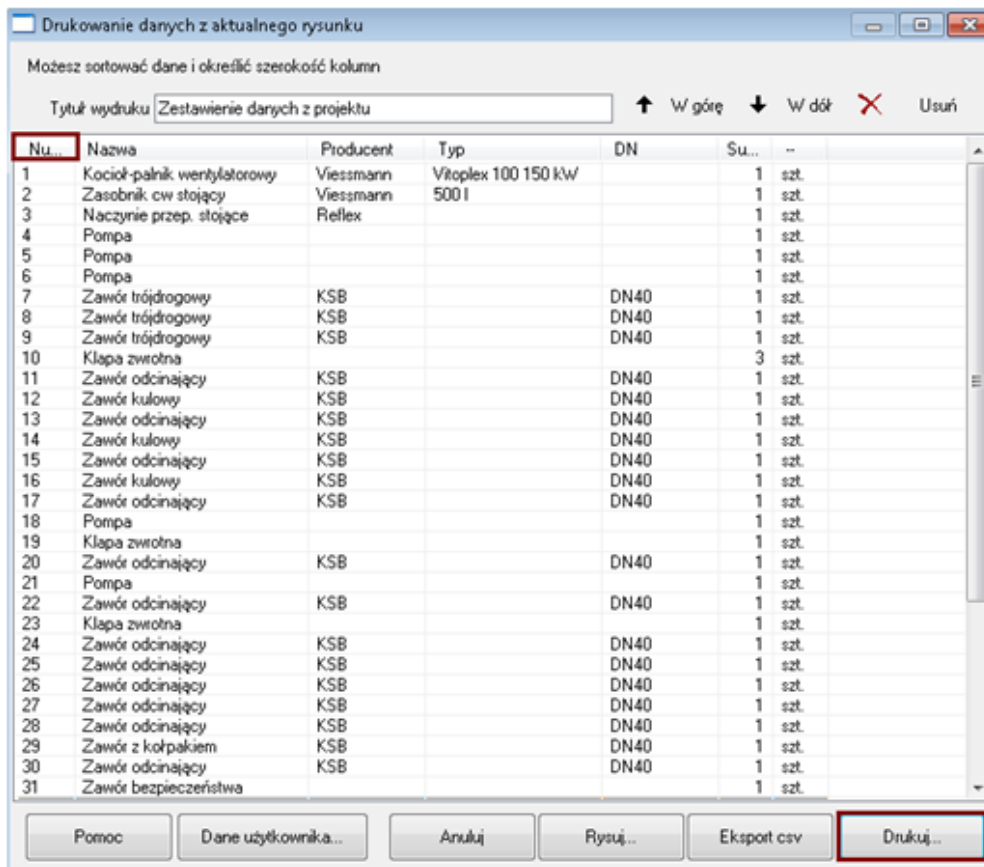 Drukowanie danych z aktualnego rysunku
Możesz sortować dane i określić szerokość kolumn
Tytuł wydruku Zestawienie danych z projektu W górę W dół Usuń
Nu... Nazwa Producent Typ DN Su... --
1 Kocioł-palnik wentylatorowy Viessmann Vitoplex 100 150 kW 1 szt.
2 Zasobnik cw stojący Viessmann 500 l 1 szt.
3 Naczynie przep. stojące Reflex 1 szt.
4 Pompa 1 szt.
5 Pompa 1 szt.
6 Pompa 1 szt.
7 Zawór trójdrogowy KSB DN40 1 szt.
8 Zawór trójdrogowy KSB DN40 1 szt.
9 Zawór trójdrogowy KSB DN40 1 szt.
10 Klapa zwrotna 3 szt.
11 Zawór odcinający KSB DN40 1 szt.
12 Zawór kulowy KSB DN40 1 szt.
13 Zawór odcinający KSB DN40 1 szt.
14 Zawór kulowy KSB DN40 1 szt.
15 Zawór odcinający KSB DN40 1 szt.
16 Zawór kulowy KSB DN40 1 szt.
17 Zawór odcinający KSB DN40 1 szt.
18 Pompa 1 szt.
19 Klapa zwrotna 1 szt.
20 Zawór odcinający KSB DN40 1 szt.
21 Pompa 1 szt.
22 Zawór odcinający KSB DN40 1 szt.
23 Klapa zwrotna 1 szt.
24 Zawór odcinający KSB DN40 1 szt.
25 Zawór odcinający KSB DN40 1 szt.
26 Zawór odcinający KSB DN40 1 szt.
27 Zawór odcinający KSB DN40 1 szt.
28 Zawór odcinający KSB DN40 1 szt.
29 Zawór z kołpakiem KSB DN40 1 szt.
30 Zawór odcinający KSB DN40 1 szt.
31 Zawór bezpieczeństwa 1 szt.
Pomoc Dane użytkownika... Anuluj Rysuj... Eksport csv Drukuj...